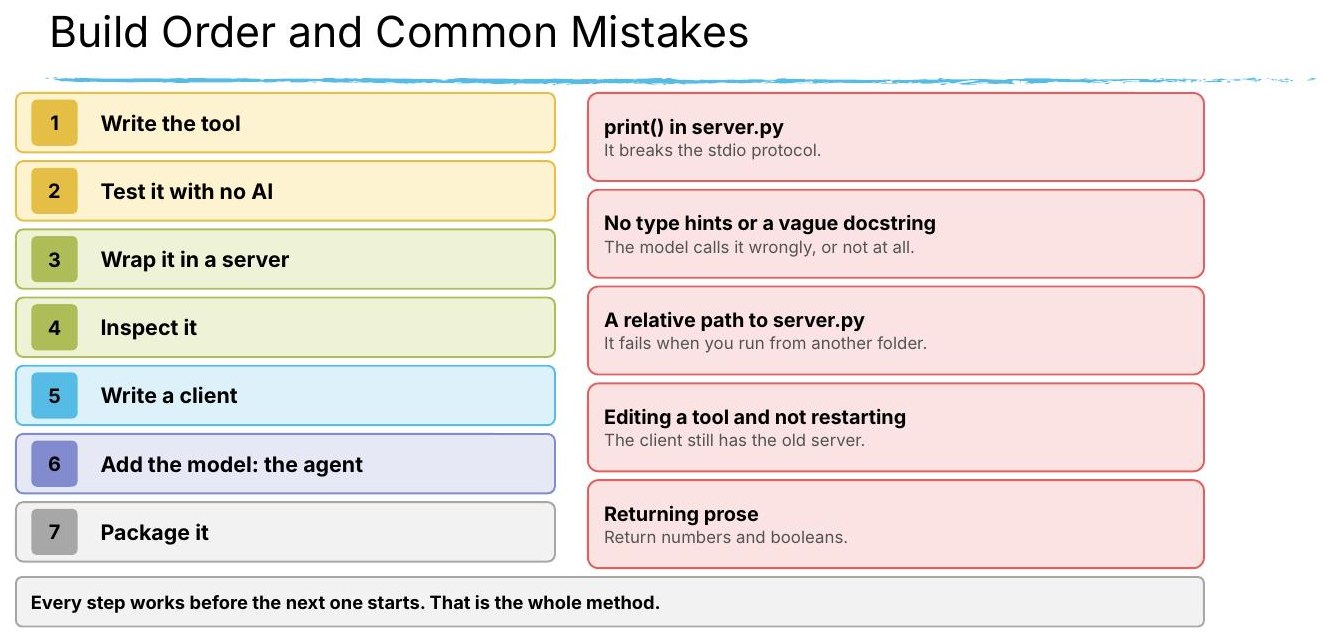 Build Order and Common Mistakes
1 Write the tool
2 Test it with no AI
3 Wrap it in a server
4 Inspect it
5 Write a client
6 Add the model: the agent
7 Package it
print() in server.py
It breaks the stdio protocol.
No type hints or a vague docstring
The model calls it wrongly, or not at all.
A relative path to server.py
It fails when you run from another folder.
Editing a tool and not restarting
The client still has the old server.
Returning prose
Return numbers and booleans.
Every step works before the next one starts. That is the whole method.